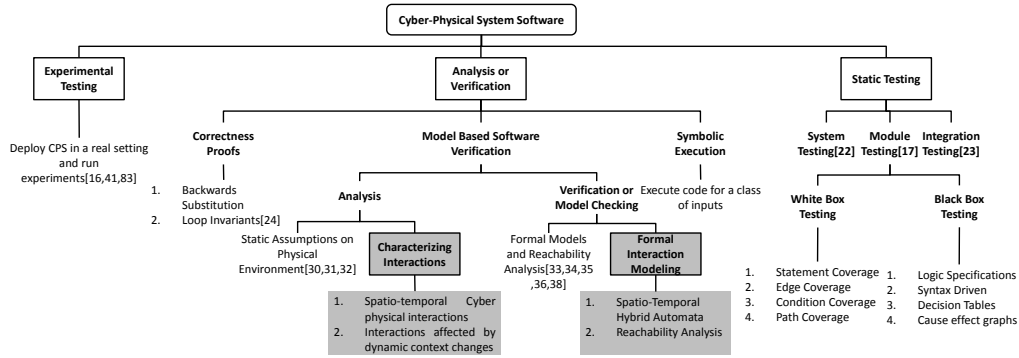 Cyber-Physical System Software
Experimental
Testing
Analysis or
Verification
Static Testing
Deploy CPS in a real setting
and run
experiments[16,41,83]
Correctness
Proofs
1. Backwards
Substitution
2. Loop Invariants[24]
Model Based Software
Verification
Symbolic
Execution
Execute code for a class
of inputs
Analysis
Verification or
Model Checking
Static Assumptions on
Physical
Environment[30,31,32]
Characterizing
Interactions
Formal Models
and Reachability
Analysis[33,34,35
,36,38]
Formal
Interaction
Modeling
1. Spatio-temporal Cyber
physical interactions
2. Interactions affected by
dynamic context changes
1. Spatio-Temporal
Hybrid Automata
2. Reachability Analysis
System
Testing[22]
Module
Testing[17]
Integration
Testing[23]
White Box
Testing
Black Box
Testing
1. Statement Coverage
2. Edge Coverage
3. Condition Coverage
4. Path Coverage
1. Logic Specifications
2. Syntax Driven
3. Decision Tables
4. Cause effect graphs